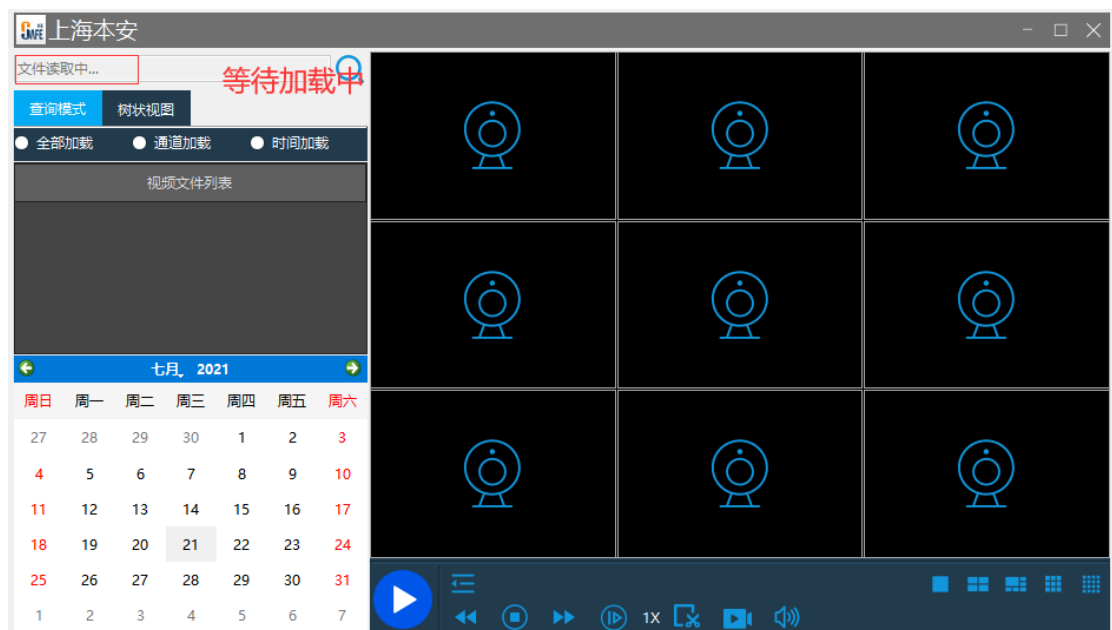 SAFE 上海本安
文件读取中...
等待加载中
查询模式 树状视图
全部加载 通道加载 时间加载
视频文件列表
七月, 2021
周日 周一 周二 周三 周四 周五 周六
27 28 29 30 1 2 3
4 5 6 7 8 9 10
11 12 13 14 15 16 17
18 19 20 21 22 23 24
25 26 27 28 29 30 31
1 2 3 4 5 6 7
1X